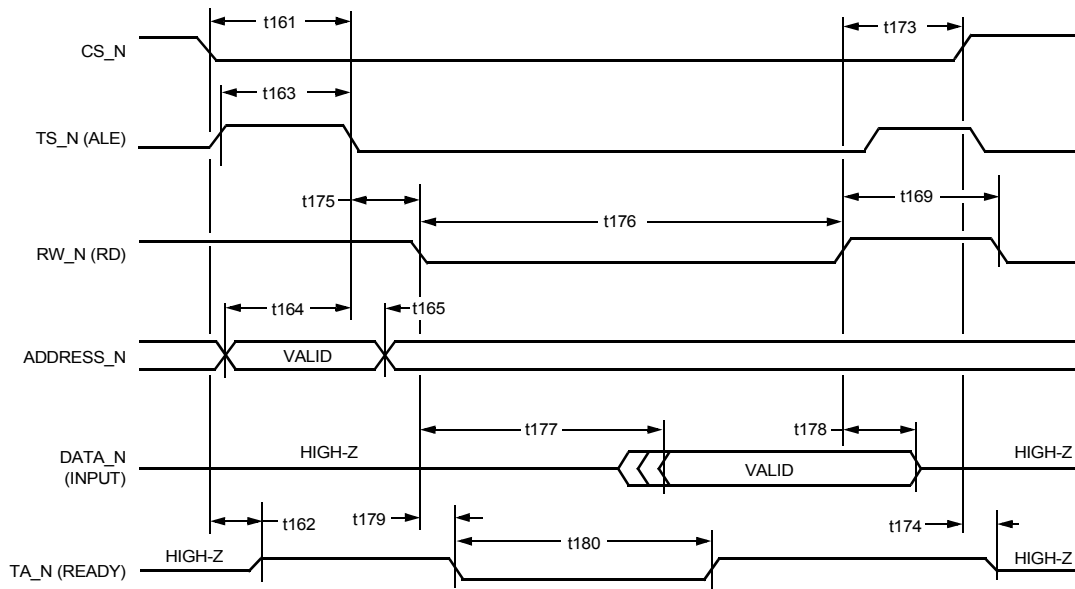 t161
t173
CS_N
t163
TS_N (ALE)
t175
t176
t169
RW_N (RD)
t164
t165
ADDRESS_N
VALID
t177
t178
HIGH-Z
HIGH-Z
DATA_N
(INPUT)
VALID
t162
t179
t180
t174
HIGH-Z
HIGH-Z
TA_N (READY)